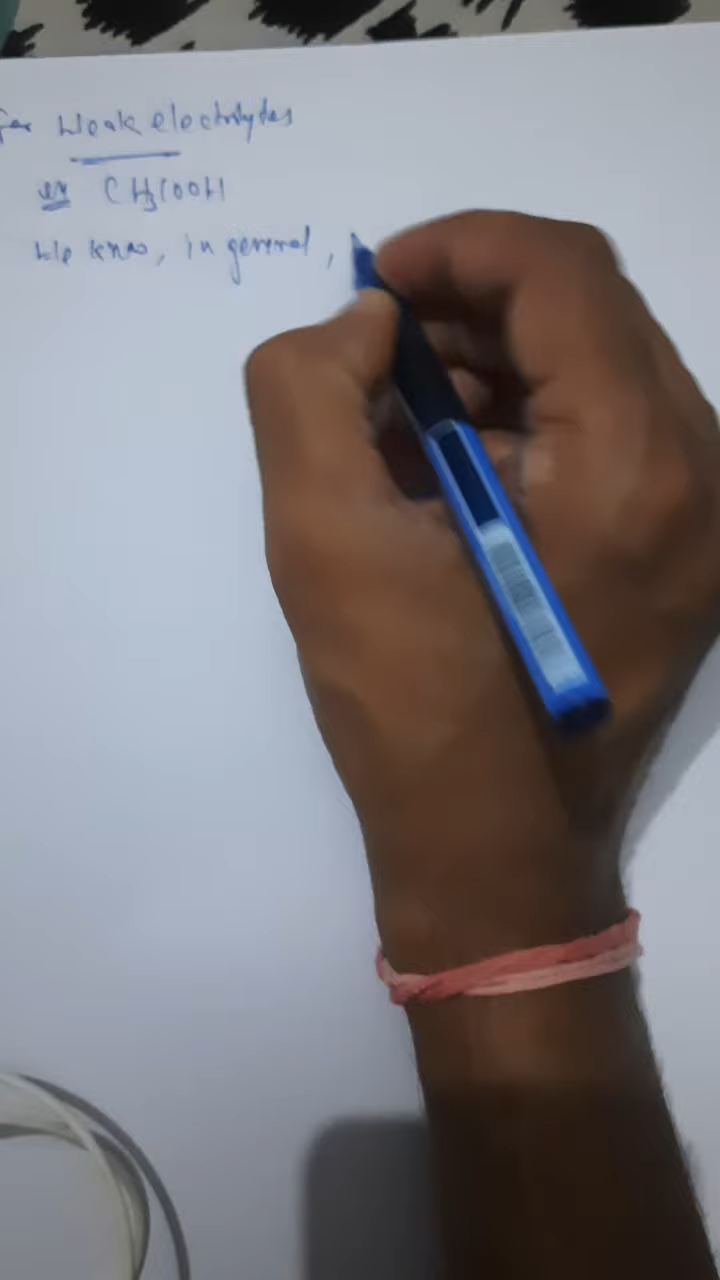 for Weak electrolytes
ex CH3COOH
We know, in general,